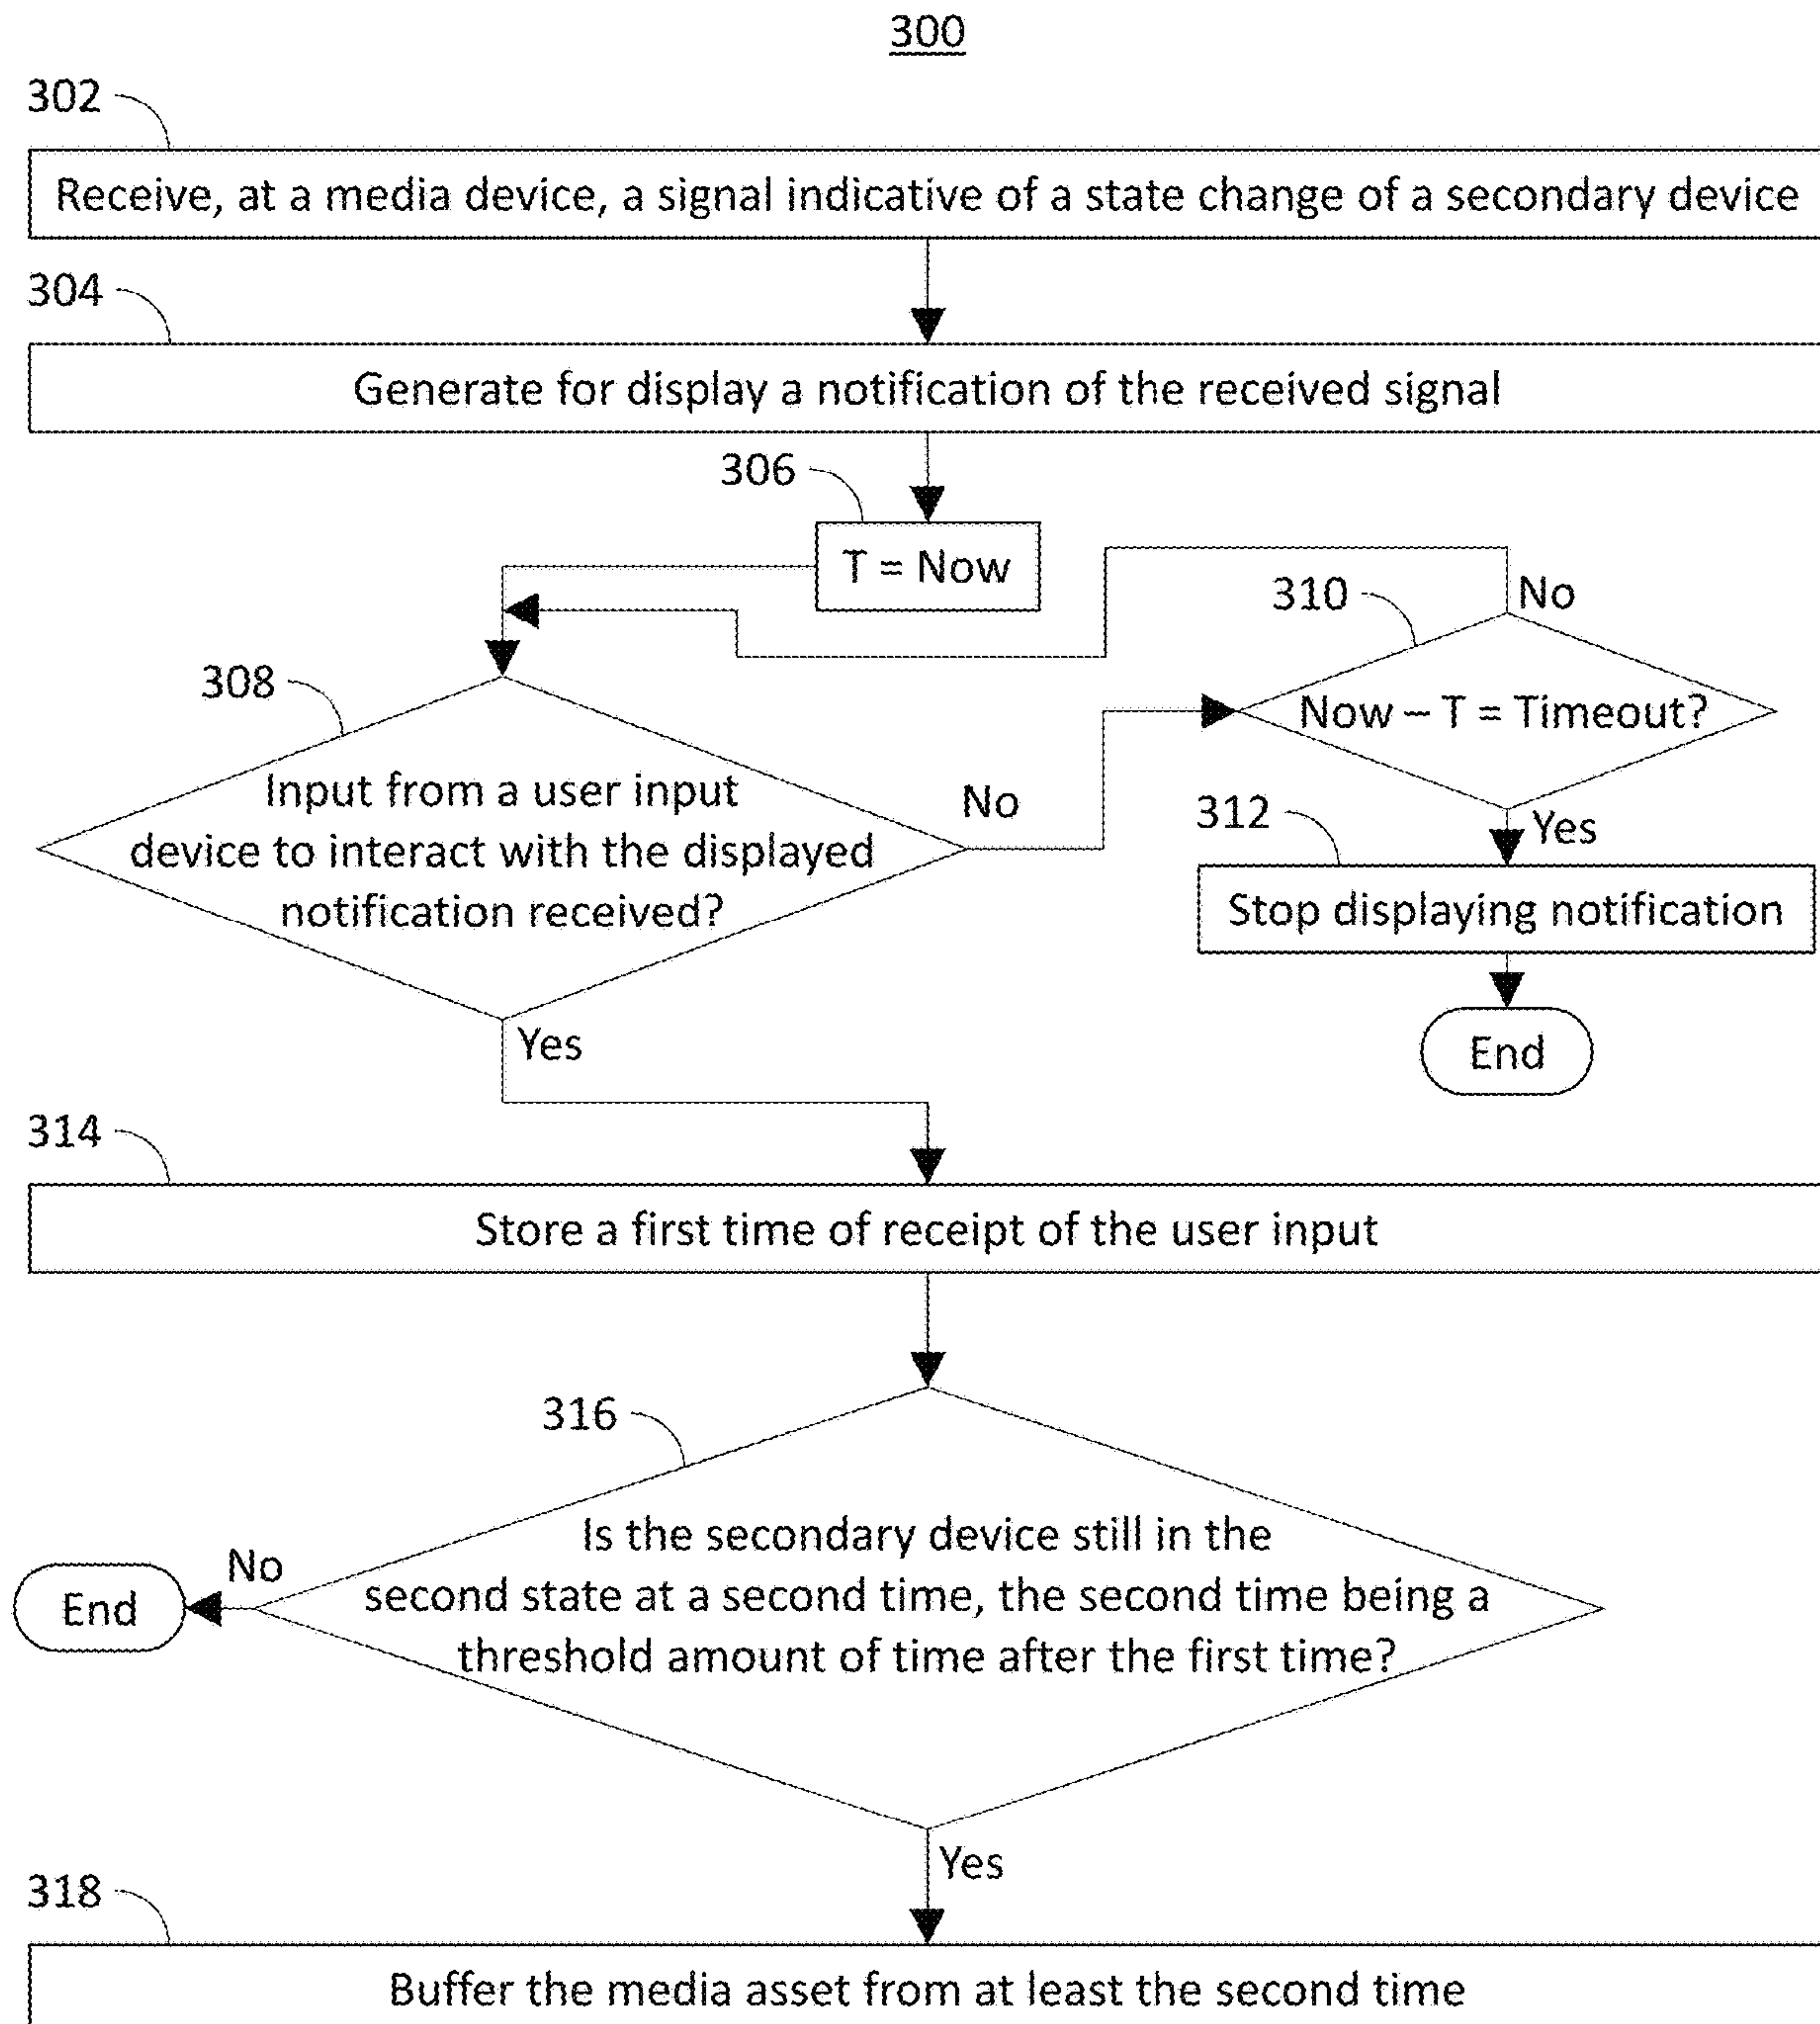 300
302
Receive, at a media device, a signal indicative of a state change of a secondary device
304
Generate for display a notification of the received signal
306
T = Now
310
No
308
Now – T = Timeout?
Input from a user input
device to interact with the displayed
notification received?
No
312
Yes
Stop displaying notification
End
Yes
314
Store a first time of receipt of the user input
316
Is the secondary device still in the
second state at a second time, the second time being a
threshold amount of time after the first time?
No
End
Yes
318
Buffer the media asset from at least the second time